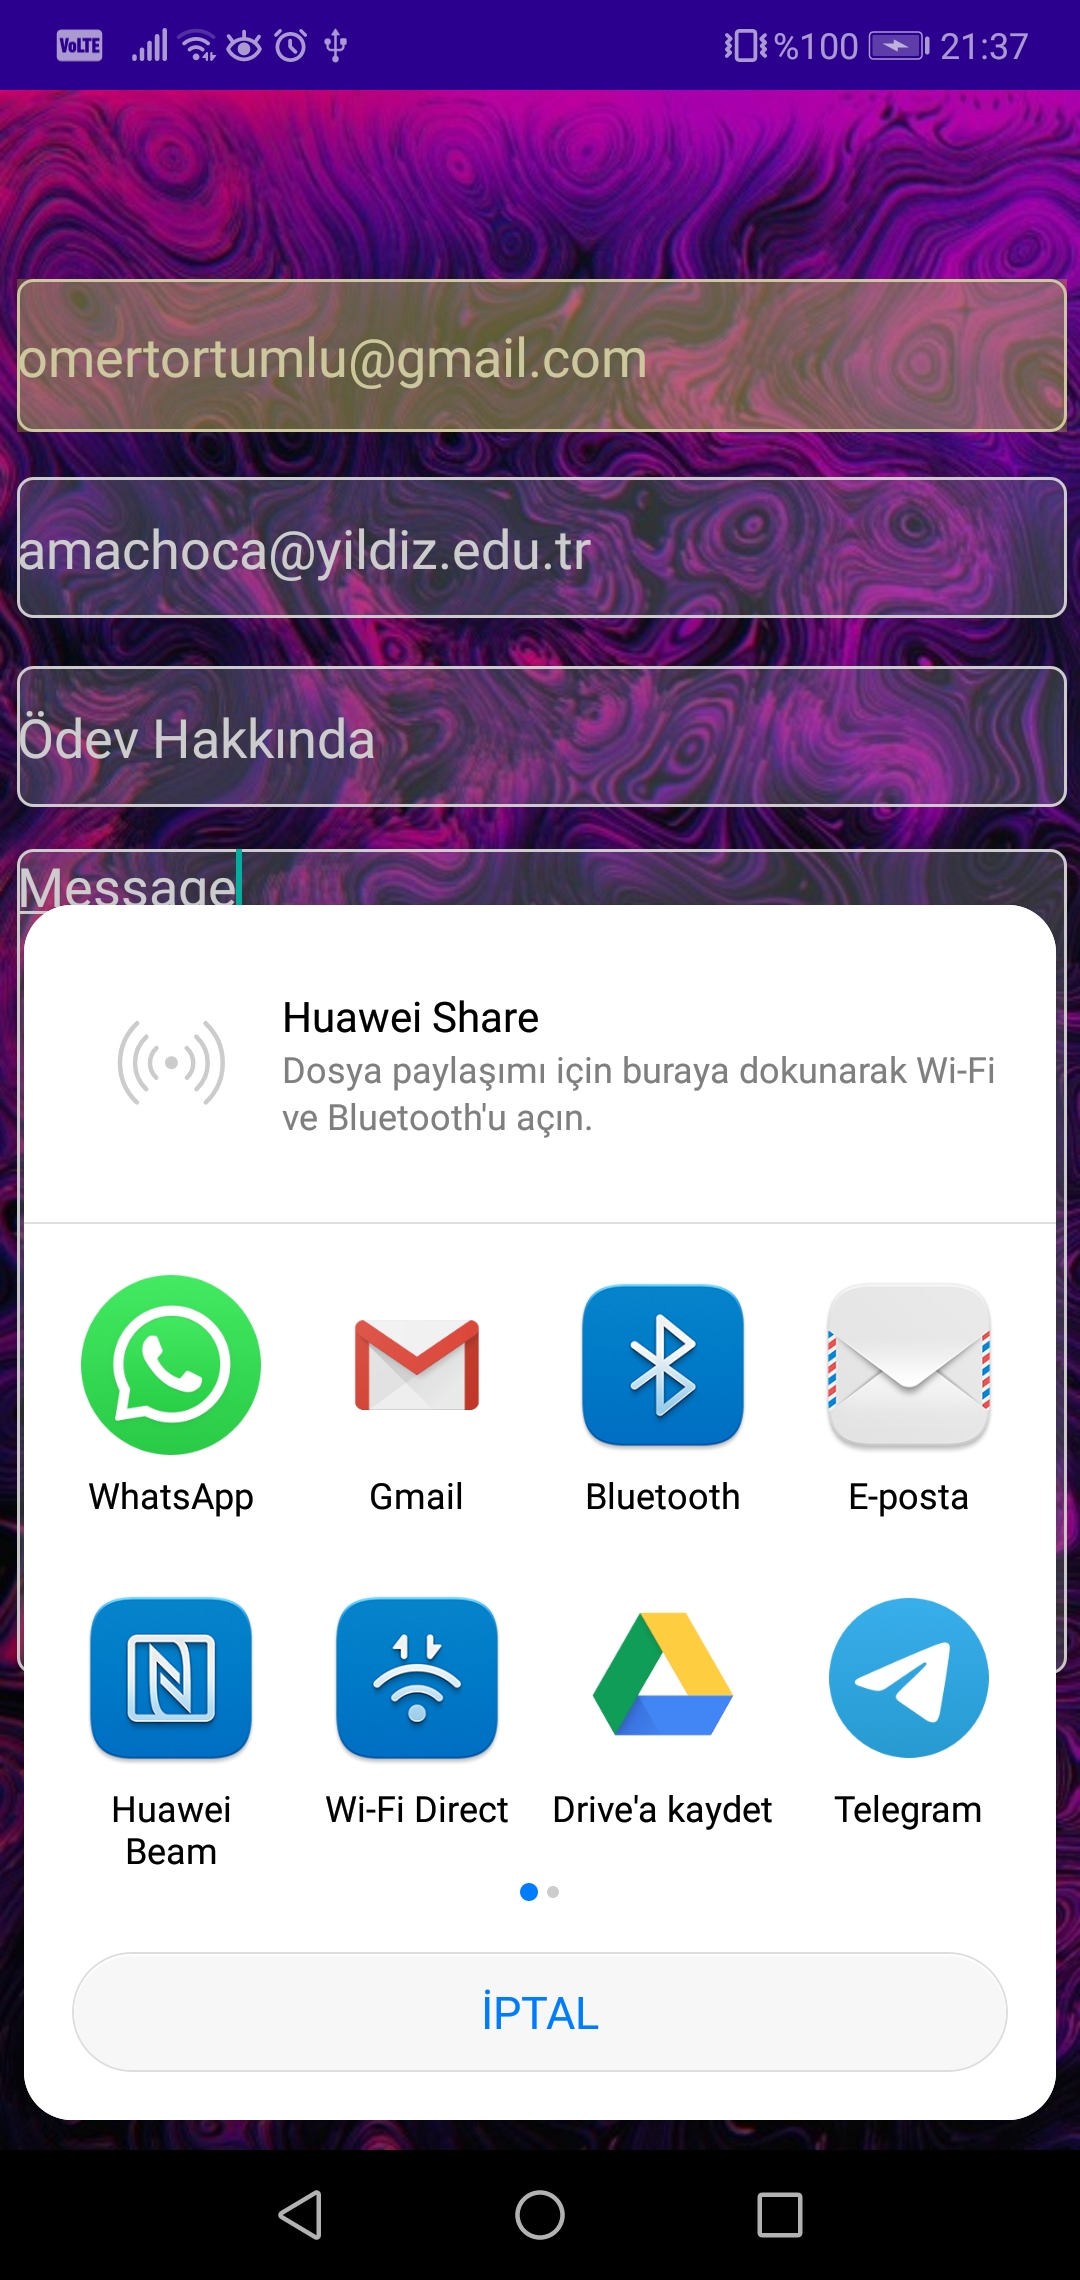 VoLTE %100 21:37
omertortumlu@gmail.com
amachoca@yildiz.edu.tr
Ödev Hakkında
Message
Huawei Share
Dosya paylaşımı için buraya dokunarak Wi-Fi
ve Bluetooth'u açın.
WhatsApp Gmail Bluetooth E-posta
Huawei Wi-Fi Direct Drive'a kaydet Telegram
Beam
İPTAL